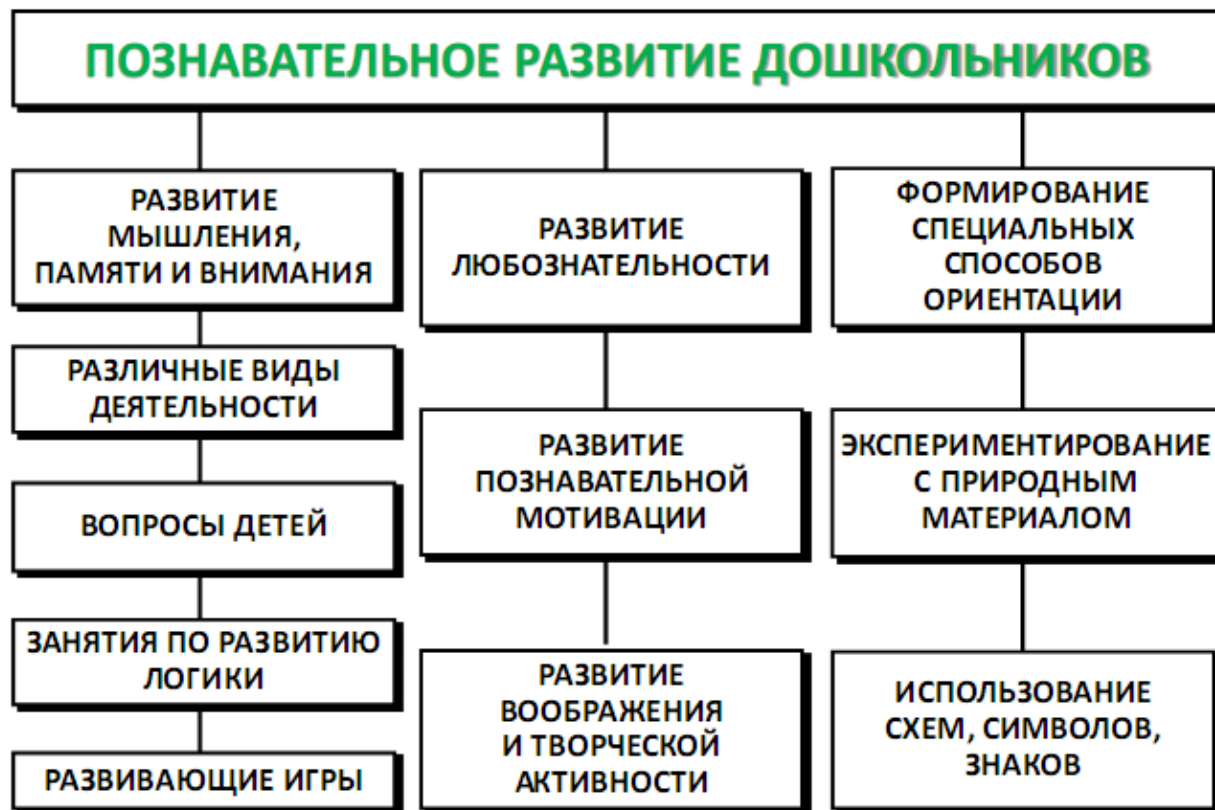 ПОЗНАВАТЕЛЬНОЕ РАЗВИТИЕ ДОШКОЛЬНИКОВ
РАЗВИТИЕ
МЫШЛЕНИЯ,
ПАМЯТИ И ВНИМАНИЯ
РАЗЛИЧНЫЕ ВИДЫ
ДЕЯТЕЛЬНОСТИ
ВОПРОСЫ ДЕТЕЙ
ЗАНЯТИЯ ПО РАЗВИТИЮ
ЛОГИКИ
РАЗВИВАЮЩИЕ ИГРЫ
РАЗВИТИЕ
ЛЮБОЗНАТЕЛЬНОСТИ
РАЗВИТИЕ
ПОЗНАВАТЕЛЬНОЙ
МОТИВАЦИИ
РАЗВИТИЕ
ВООБРАЖЕНИЯ
И ТВОРЧЕСКОЙ
АКТИВНОСТИ
ФОРМИРОВАНИЕ
СПЕЦИАЛЬНЫХ
СПОСОБОВ
ОРИЕНТАЦИИ
ЭКСПЕРИМЕНТИРОВАНИЕ
С ПРИРОДНЫМ
МАТЕРИАЛОМ
ИСПОЛЬЗОВАНИЕ
СХЕМ, СИМВОЛОВ,
ЗНАКОВ